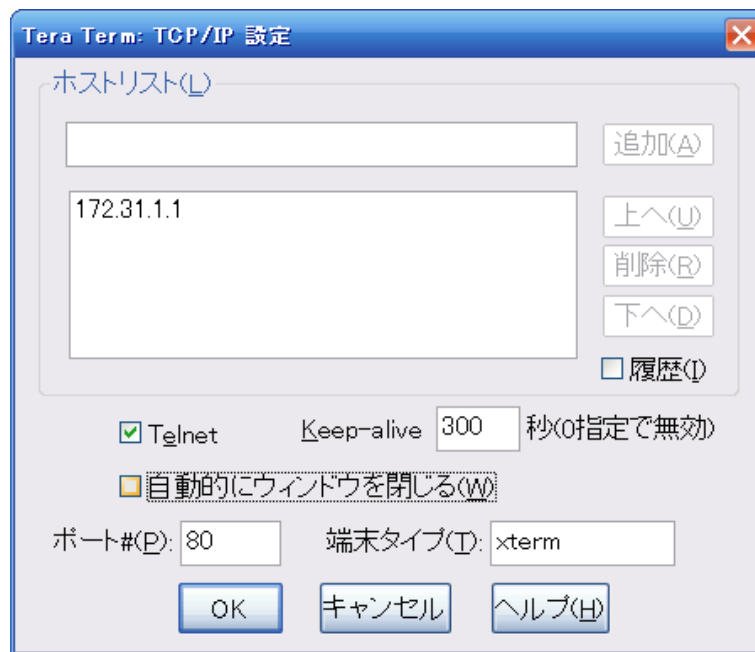 Tera Term: TCP/IP 設定
ホストリスト(L)
追加(A)
172.31.1.1
上へ(U)
削除(R)
下へ(D)
履歴(I)
Telnet Keep-alive 300 秒(0指定で無効)
自動的にウィンドウを閉じる(W)
ポート#(P): 80 端末タイプ(T): xterm
OK キャンセル ヘルプ(H)